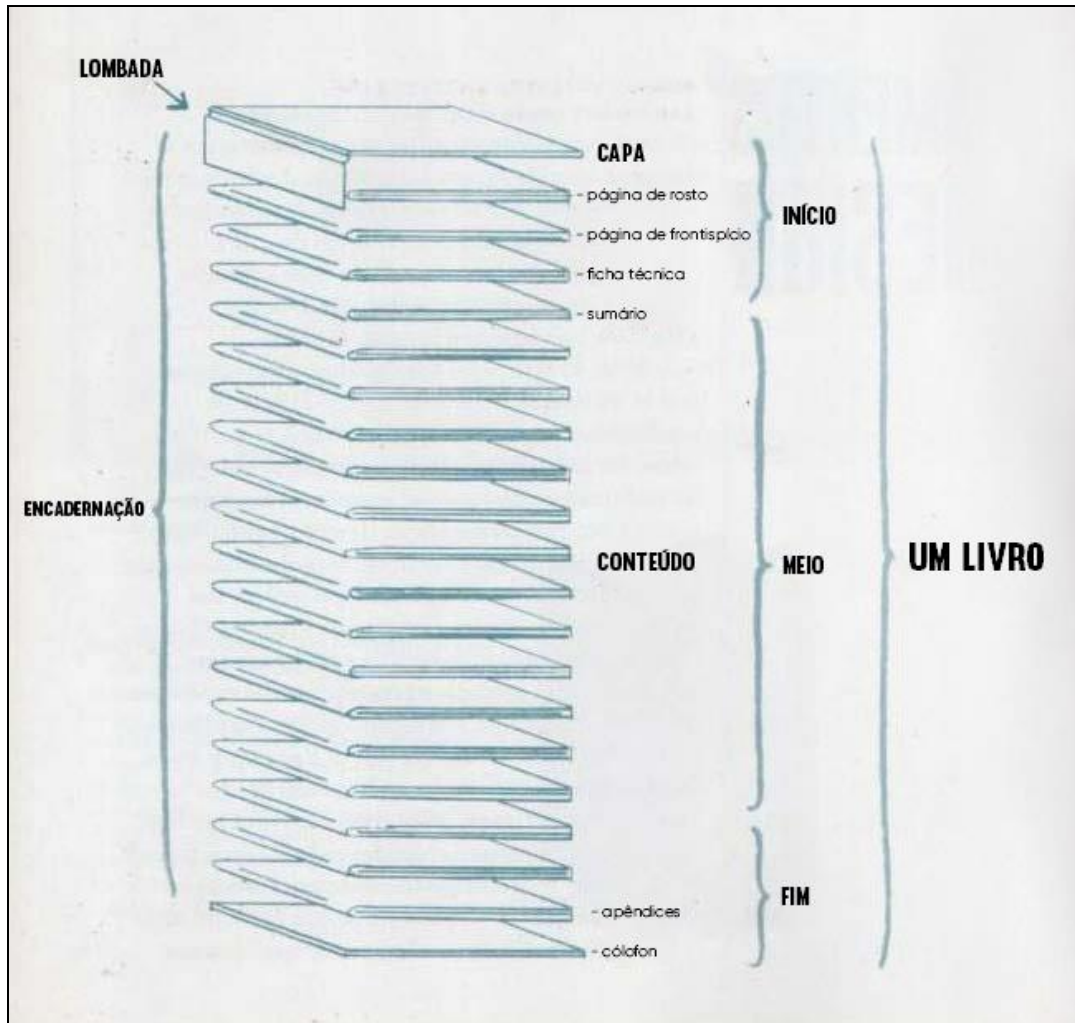 LOMBADA
CAPA
- página de rosto
- página de frontispício
- ficha técnica
- sumário
INÍCIO
ENCADERNAÇÃO
CONTEÚDO
MEIO
UM LIVRO
FIM
- apêndices
- cólofon